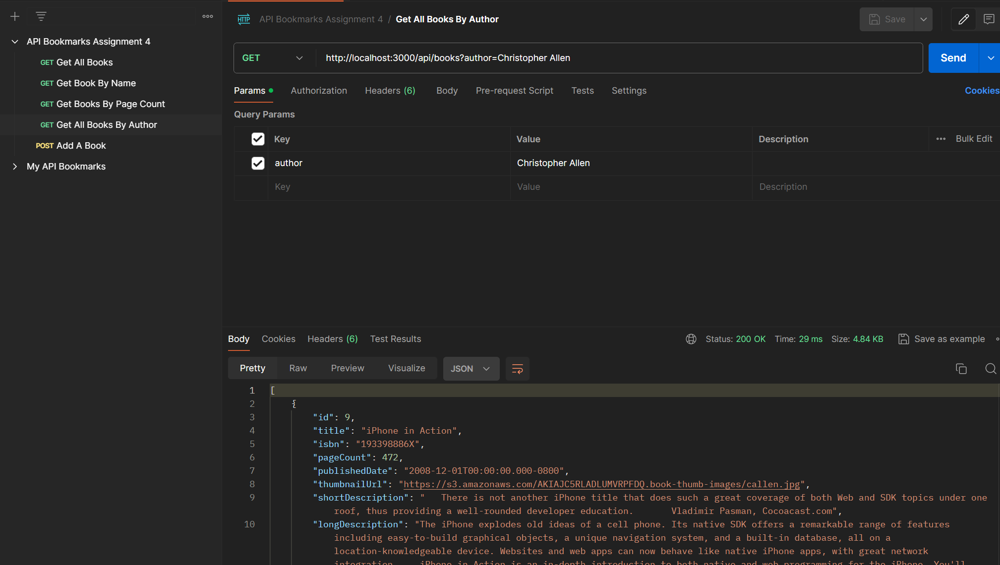 API Bookmarks Assignment 4
GET Get All Books
GET Get Book By Name
GET Get Books By Page Count
GET Get All Books By Author
POST Add A Book
My API Bookmarks
HTTP API Bookmarks Assignment 4 / Get All Books By Author
Save
GET http://localhost:3000/api/books?author=Christopher Allen
Send
Params Authorization Headers (6) Body Pre-request Script Tests Settings
Cookies
Query Params
Key Value Description Bulk Edit
author Christopher Allen
Key Value Description
Body Cookies Headers (6) Test Results
Status: 200 OK Time: 29 ms Size: 4.84 KB Save as example
Pretty Raw Preview Visualize JSON
1 [
2 {
3 "id": 9,
4 "title": "iPhone in Action",
5 "isbn": "193398886X",
6 "pageCount": 472,
7 "publishedDate": "2008-12-01T00:00:00.000-0800",
8 "thumbnailUrl": "https://s3.amazonaws.com/AKIAJC5RLADLUMVRPFDQ.book-thumb-images/callen.jpg",
9 "shortDescription": "   There is not another iPhone title that does such a great coverage of both Web and SDK topics under one
roof, thus providing a well-rounded developer education.       Vladimir Pasman, Cocoacast.com",
10 "longDescription": "The iPhone explodes old ideas of a cell phone. Its native SDK offers a remarkable range of features
including easy-to-build graphical objects, a unique navigation system, and a built-in database, all on a
location-knowledgeable device. Websites and web apps can now behave like native iPhone apps, with great network
integration.    iPhone in Action is an in-depth introduction to both native and web programming for the iPhone. You'll